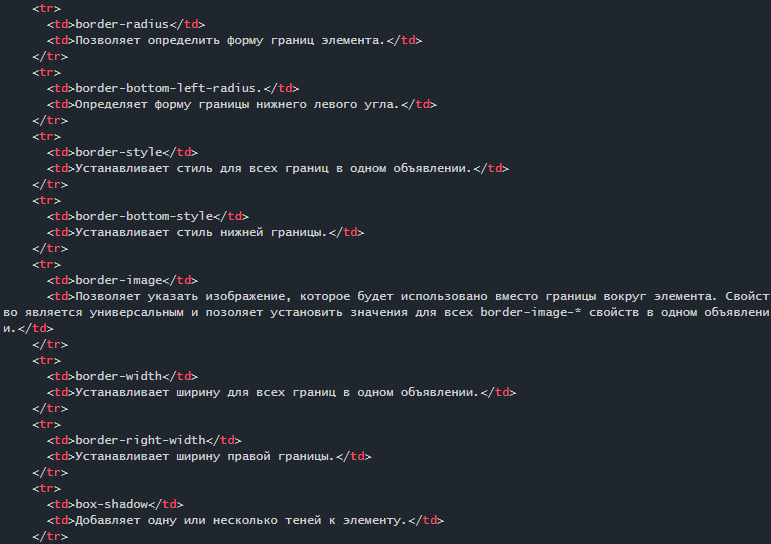 <tr>
<td>border-radius</td>
<td>Позволяет определить форму границ элемента.</td>
</tr>
<tr>
<td>border-bottom-left-radius.</td>
<td>Определяет форму границы нижнего левого угла.</td>
</tr>
<tr>
<td>border-style</td>
<td>Устанавливает стиль для всех границ в одном объявлении.</td>
</tr>
<tr>
<td>border-bottom-style</td>
<td>Устанавливает стиль нижней границы.</td>
</tr>
<tr>
<td>border-image</td>
<td>Позволяет указать изображение, которое будет использовано вместо границы вокруг элемента. Свойст
во является универсальным и позоляет установить значения для всех border-image-* свойств в одном объявлени
и.</td>
</tr>
<tr>
<td>border-width</td>
<td>Устанавливает ширину для всех границ в одном объявлении.</td>
</tr>
<tr>
<td>border-right-width</td>
<td>Устанавливает ширину правой границы.</td>
</tr>
<tr>
<td>box-shadow</td>
<td>Добавляет одну или несколько теней к элементу.</td>
</tr>